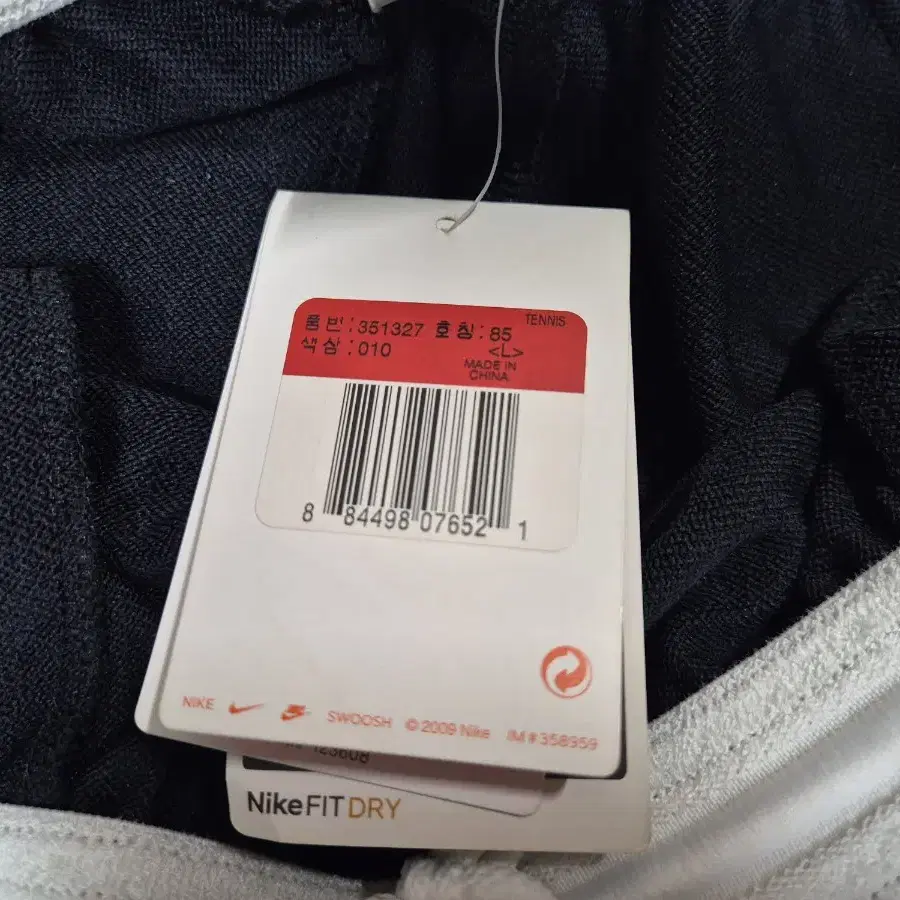 품 번 : 351327 호 칭 : 85 TENNIS
색 상 : 010 <L>
MADE IN
CHINA
8 84498 07652 1
NIKE SWOOSH © 2009 Nike IM # 358959
123608
NikeFITDRY